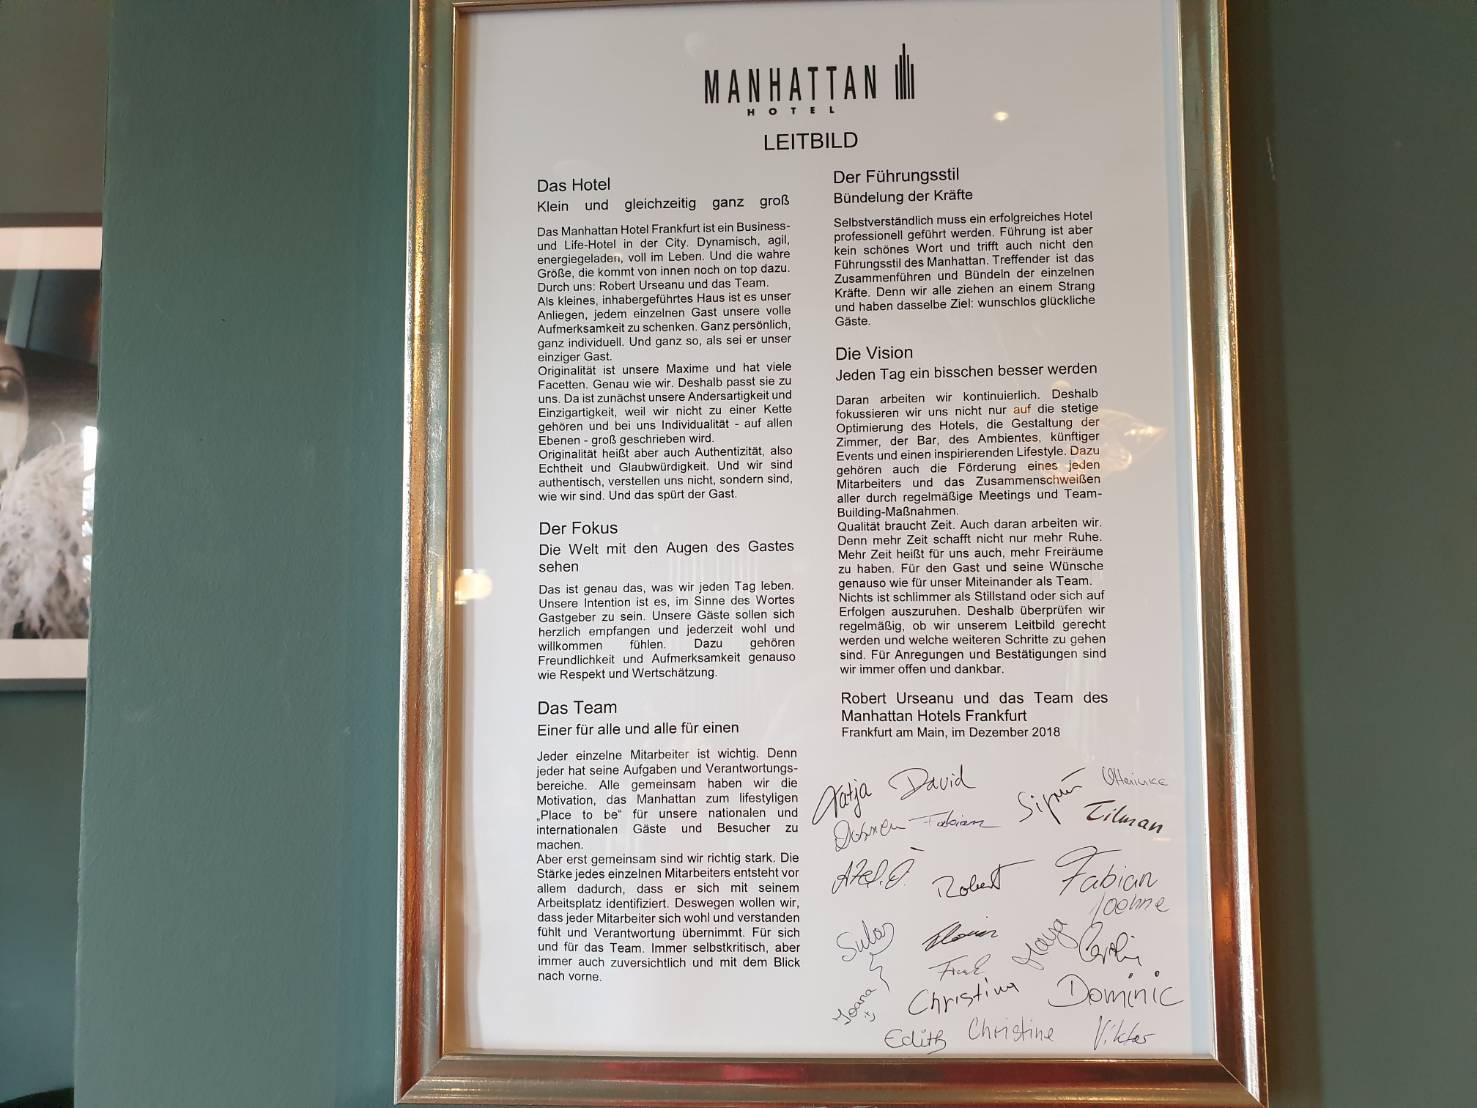 MANHATTAN
HOTEL
LEITBILD
Das Hotel
Klein und gleichzeitig ganz groß
Das Manhattan Hotel Frankfurt ist ein Business-
und Life-Hotel in der City. Dynamisch, agil,
energiegeladen, voll im Leben. Und die wahre
Größe, die kommt von innen noch on top dazu.
Durch uns: Robert Urseanu und das Team.
Als kleines, inhabergeführtes Haus ist es unser
Anliegen, jedem einzelnen Gast unsere volle
Aufmerksamkeit zu schenken. Ganz persönlich,
ganz individuell. Und ganz so, als sei er unser
einziger Gast.
Originalität ist unsere Maxime und hat viele
Facetten. Genau wie wir. Deshalb passt sie zu
uns. Da ist zunächst unsere Andersartigkeit und
Einzigartigkeit, weil wir nicht zu einer Kette
gehören und bei uns Individualität - auf allen
Ebenen - groß geschrieben wird.
Originalität heißt aber auch Authentizität, also
Echtheit und Glaubwürdigkeit. Und wir sind
authentisch, verstellen uns nicht, sondern sind,
wie wir sind. Und das spürt der Gast.
Der Fokus
Die Welt mit den Augen des Gastes
sehen
Das ist genau das, was wir jeden Tag leben.
Unsere Intention ist es, im Sinne des Wortes
Gastgeber zu sein. Unsere Gäste sollen sich
herzlich empfangen und jederzeit wohl und
willkommen fühlen. Dazu gehören
Freundlichkeit und Aufmerksamkeit genauso
wie Respekt und Wertschätzung.
Das Team
Einer für alle und alle für einen
Jeder einzelne Mitarbeiter ist wichtig. Denn
jeder hat seine Aufgaben und Verantwortungs-
bereiche. Alle gemeinsam haben wir die
Motivation, das Manhattan zum lifestyligen
„Place to be“ für unsere nationalen und
internationalen Gäste und Besucher zu
machen.
Aber erst gemeinsam sind wir richtig stark. Die
Stärke jedes einzelnen Mitarbeiters entsteht vor
allem dadurch, dass er sich mit seinem
Arbeitsplatz identifiziert. Deswegen wollen wir,
dass jeder Mitarbeiter sich wohl und verstanden
fühlt und Verantwortung übernimmt. Für sich
und für das Team. Immer selbstkritisch, aber
immer auch zuversichtlich und mit dem Blick
nach vorne.
Der Führungsstil
Bündelung der Kräfte
Selbstverständlich muss ein erfolgreiches Hotel
professionell geführt werden. Führung ist aber
kein schönes Wort und trifft auch nicht den
Führungsstil des Manhattan. Treffender ist das
Zusammenführen und Bündeln der einzelnen
Kräfte. Denn wir alle ziehen an einem Strang
und haben dasselbe Ziel: wunschlos glückliche
Gäste.
Die Vision
Jeden Tag ein bisschen besser werden
Daran arbeiten wir kontinuierlich. Deshalb
fokussieren wir uns nicht nur auf die stetige
Optimierung des Hotels, die Gestaltung der
Zimmer, der Bar, des Ambientes, künftiger
Events und einen inspirierenden Lifestyle. Dazu
gehören auch die Förderung eines jeden
Mitarbeiters und das Zusammenschweißen
aller durch regelmäßige Meetings und Team-
Building-Maßnahmen.
Qualität braucht Zeit. Auch daran arbeiten wir.
Denn mehr Zeit schafft nicht nur mehr Ruhe.
Mehr Zeit heißt für uns auch, mehr Freiräume
zu haben. Für den Gast und seine Wünsche
genauso wie für unser Miteinander als Team.
Nichts ist schlimmer als Stillstand oder sich auf
Erfolgen auszuruhen. Deshalb überprüfen wir
regelmäßig, ob wir unserem Leitbild gerecht
werden und welche weiteren Schritte zu gehen
sind. Für Anregungen und Bestätigungen sind
wir immer offen und dankbar.
Robert Urseanu und das Team des
Manhattan Hotels Frankfurt
Frankfurt am Main, im Dezember 2018
Katja David
Fabian Tilman
Robert Fabian
Maya Carolin
Joana Christina Dominic
Edith Christine Viktor